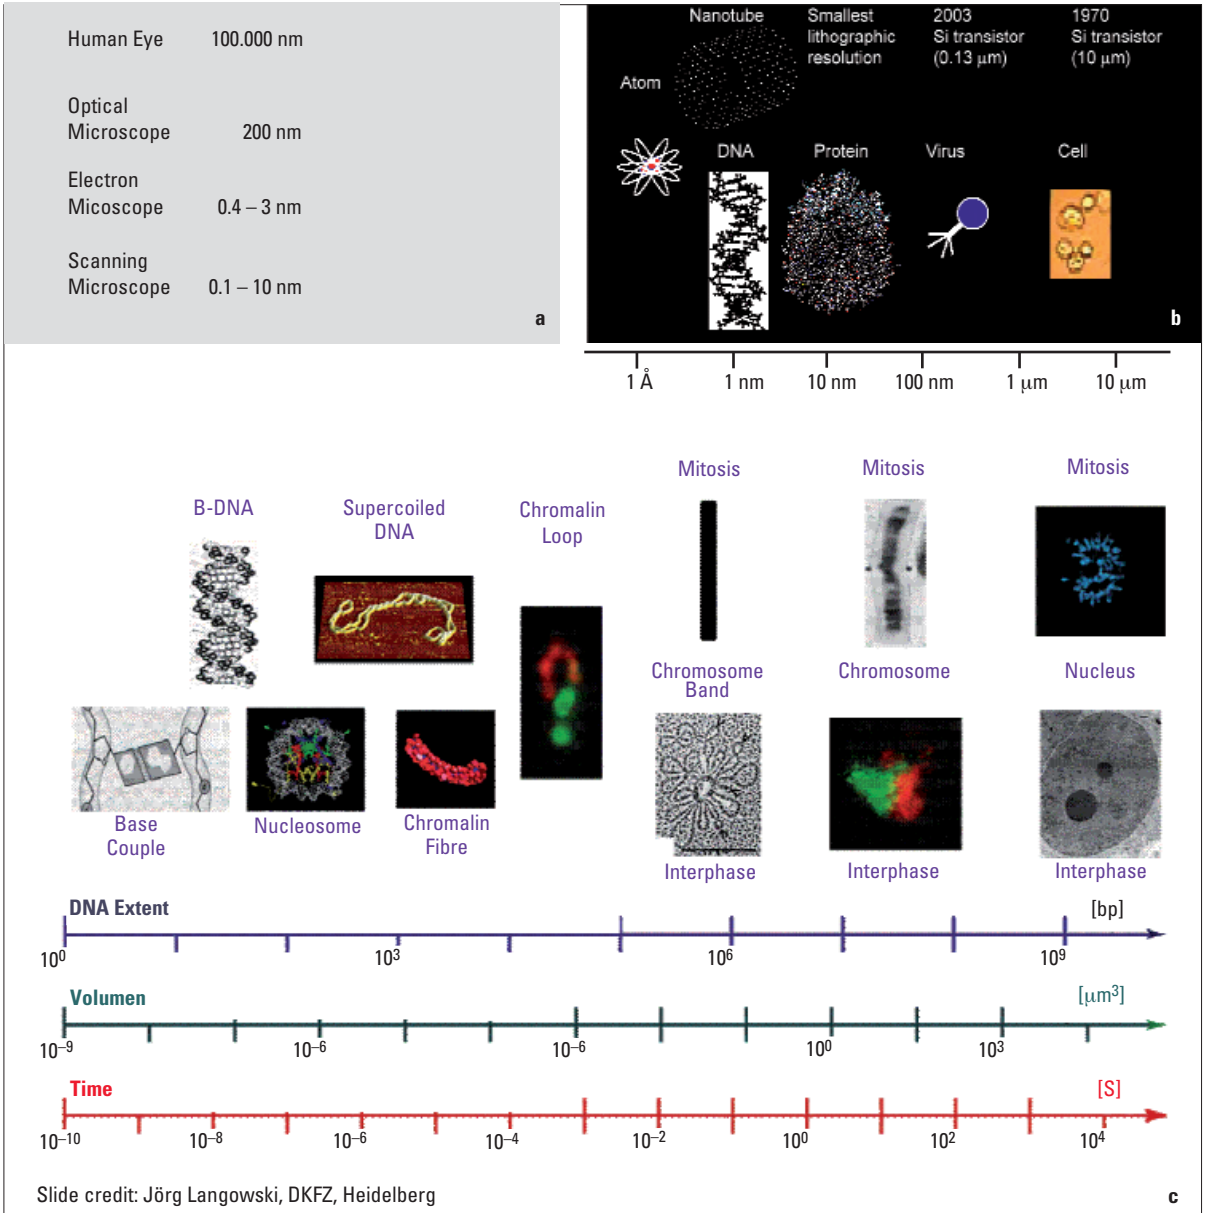 Human Eye 100.000 nm
Optical
Microscope 200 nm
Electron
Micoscope 0.4 – 3 nm
Scanning
Microscope 0.1 – 10 nm
a
Nanotube
Smallest
lithographic
resolution
2003
Si transistor
(0.13 µm)
1970
Si transistor
(10 µm)
Atom
DNA
Protein
Virus
Cell
b
1 Å 1 nm 10 nm 100 nm 1 µm 10 µm
Mitosis Mitosis Mitosis
B-DNA
Supercoiled
DNA
Chromalin
Loop
Chromosome
Band
Chromosome
Nucleus
Base
Couple
Nucleosome
Chromalin
Fibre
Interphase Interphase Interphase
DNA Extent [bp]
10⁰ 10³ 10⁶ 10⁹
Volumen [µm³]
10⁻⁹ 10⁻⁶ 10⁻⁶ 10⁰ 10³
Time [S]
10⁻¹⁰ 10⁻⁸ 10⁻⁶ 10⁻⁴ 10⁻² 10⁰ 10² 10⁴
Slide credit: Jörg Langowski, DKFZ, Heidelberg
c